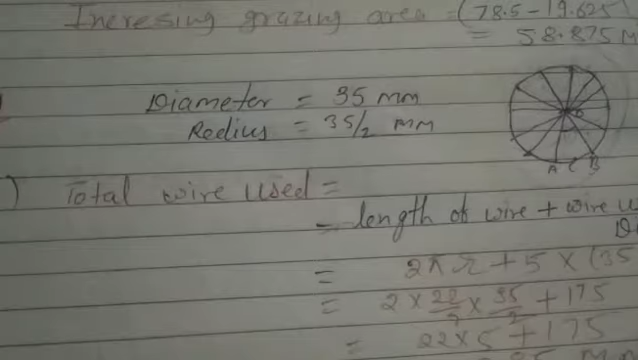 Incresing grazing area = (78.5 - 19.625)
= 58.875 M
Diameter = 35 mm
Redius = 35/2 mm
A C B
) Total wire Used =
= length of wire + wire u
= 2πr + 5 × (35
= 2 × 22/7 × 35/2 + 175
= 22 × 5 + 175